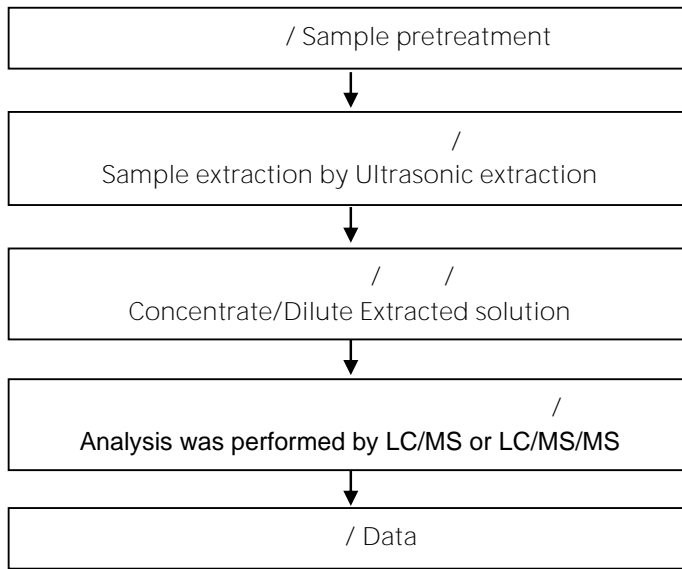 / Sample pretreatment
/
Sample extraction by Ultrasonic extraction
/ /
Concentrate/Dilute Extracted solution
/
Analysis was performed by LC/MS or LC/MS/MS
/ Data